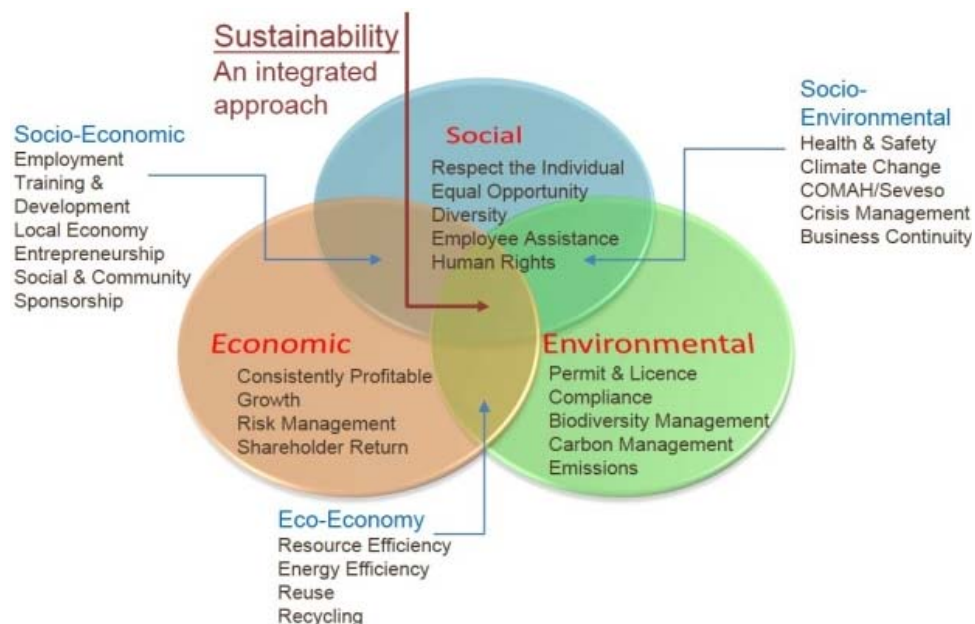 Sustainability
An integrated
approach
Socio-Economic
Employment
Training &
Development
Local Economy
Entrepreneurship
Social & Community
Sponsorship
Social
Respect the Individual
Equal Opportunity
Diversity
Employee Assistance
Human Rights
Socio-
Environmental
Health & Safety
Climate Change
COMAH/Seveso
Crisis Management
Business Continuity
Economic
Consistently Profitable
Growth
Risk Management
Shareholder Return
Environmental
Permit & Licence
Compliance
Biodiversity Management
Carbon Management
Emissions
Eco-Economy
Resource Efficiency
Energy Efficiency
Reuse
Recycling